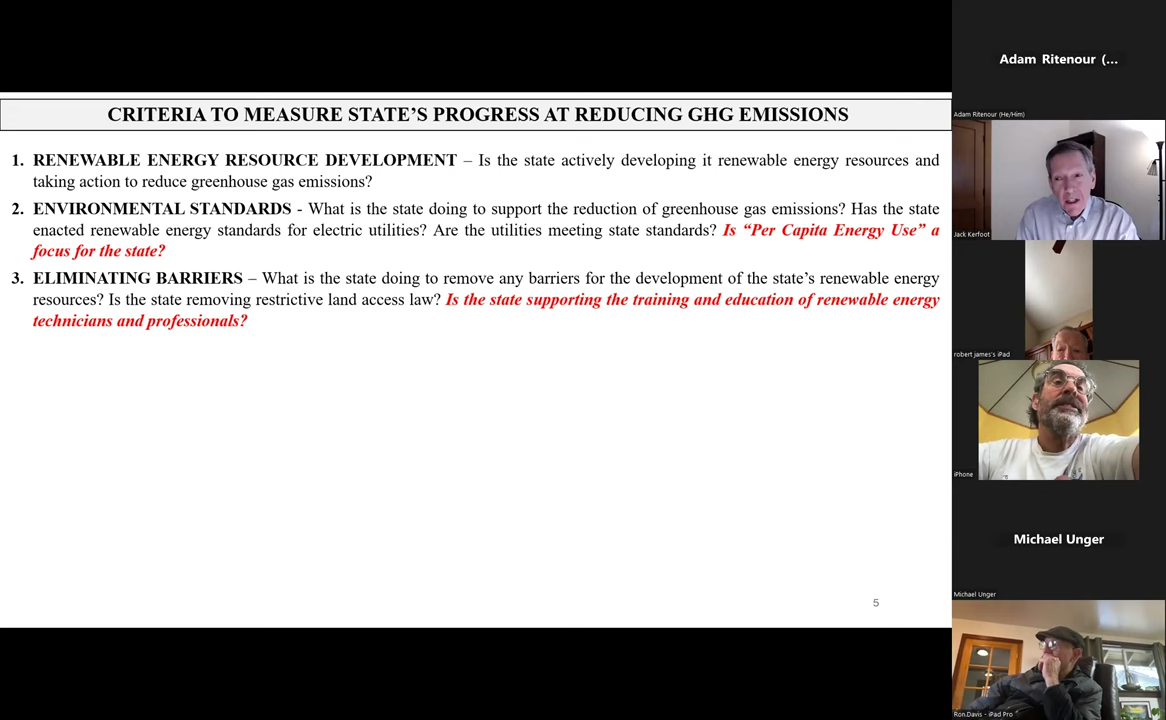 CRITERIA TO MEASURE STATE'S PROGRESS AT REDUCING GHG EMISSIONS
1. RENEWABLE ENERGY RESOURCE DEVELOPMENT – Is the state actively developing it renewable energy resources and
taking action to reduce greenhouse gas emissions?
2. ENVIRONMENTAL STANDARDS - What is the state doing to support the reduction of greenhouse gas emissions? Has the state
enacted renewable energy standards for electric utilities? Are the utilities meeting state standards? Is “Per Capita Energy Use” a
focus for the state?
3. ELIMINATING BARRIERS – What is the state doing to remove any barriers for the development of the state's renewable energy
resources? Is the state removing restrictive land access law? Is the state supporting the training and education of renewable energy
technicians and professionals?
5
Adam Ritenour (...
Adam Ritenour (He/Him)
Jack Kerfoot
robert james's iPad
iPhone
Michael Unger
Michael Unger
Ron.Davis - iPad Pro